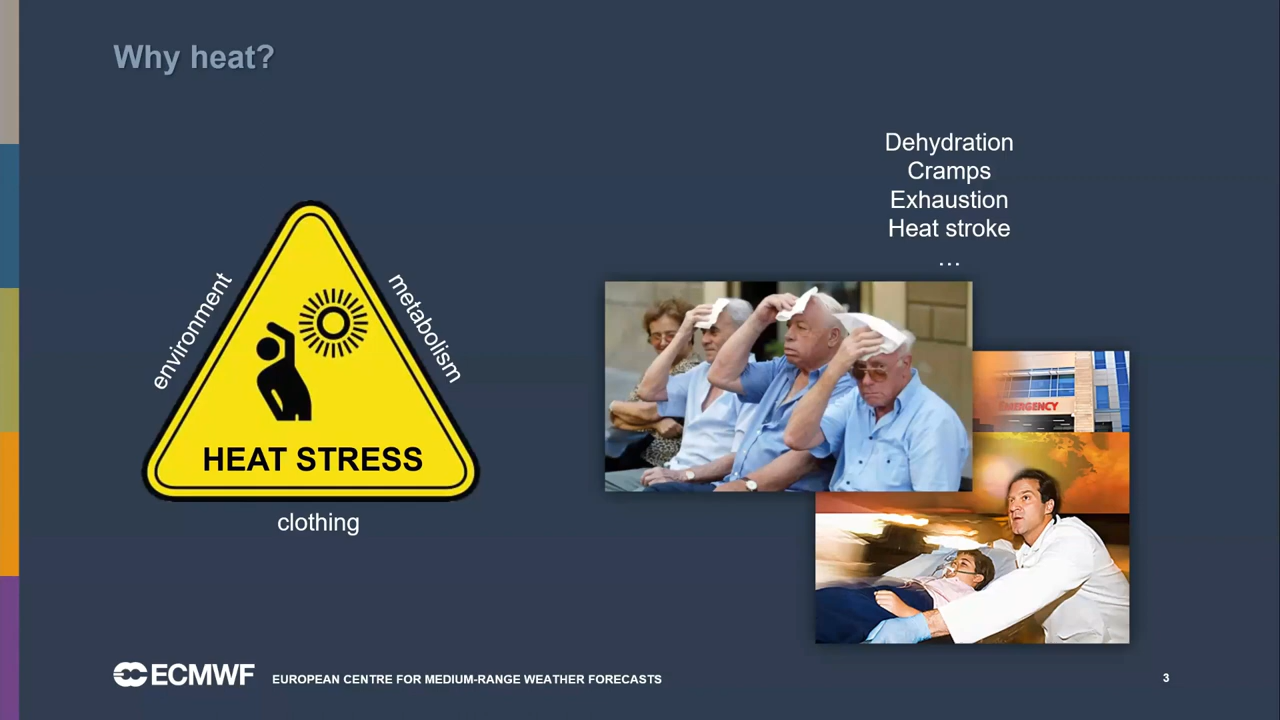 Why heat?
Dehydration
Cramps
Exhaustion
Heat stroke
...
environment
metabolism
HEAT STRESS
clothing
EMERGENCY
ECMWF EUROPEAN CENTRE FOR MEDIUM-RANGE WEATHER FORECASTS
3